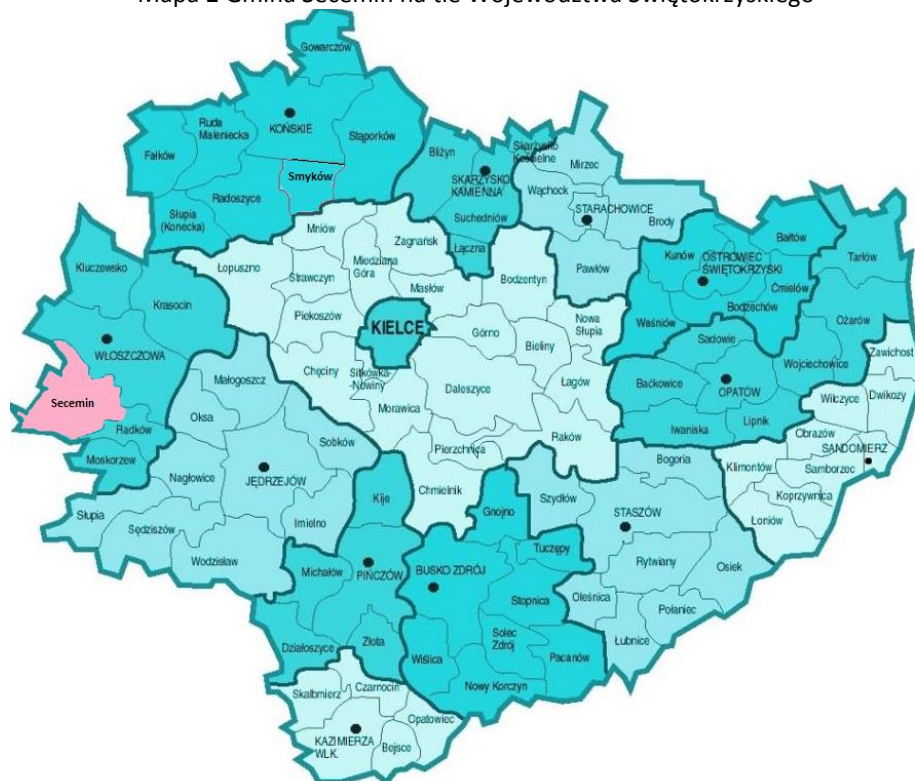 Mapa 1 Gmina Secemin na tle Województwa Świętokrzyskiego
Gowarczów
Ruda
Maleniecka
KOŃSKIE
Stąporków
Fałków
Smyków
Radoszyce
Słupia
(Konecka)
Bliżyn
Skarżysko
Kościelne
SKARŻYSKO
KAMIENNA
Suchedniów
Łączna
Mirzec
Wąchock
STARACHOWICE
Brody
Pawłów
Mniów
Zagnańsk
Łopuszno
Miedziana
Góra
Strawczyn
Masłów
Bodzentyn
Piekoszów
KIELCE
Górno
Nowa
Słupia
Bieliny
Chęciny
Sitkówka-
-Nowiny
Daleszyce
Łagów
Morawica
Pierzchnica
Raków
Chmielnik
Kunów
OSTROWIEC
ŚWIĘTOKRZYSKI
Bałtów
Ćmielów
Bodzechów
Waśniów
Tarłów
Ożarów
Sadowie
Wojciechowice
Baćkowice
OPATÓW
Iwaniska
Lipnik
Zawichost
Dwikozy
Wilczyce
Obrazów
SANDOMIERZ
Klimontów
Samborzec
Koprzywnica
Łoniów
Kluczewsko
Krasocin
WŁOSZCZOWA
Secemin
Radków
Moskorzew
Małogoszcz
Oksa
Sobków
Nagłowice
JĘDRZEJÓW
Słupia
Sędziszów
Imielno
Wodzisław
Kije
Michałów
PIŃCZÓW
Działoszyce
Złota
Gnojno
Tuczępy
BUSKO ZDRÓJ
Stopnica
Solec
Zdrój
Wiślica
Pacanów
Nowy Korczyn
Bogoria
Szydłów
STASZÓW
Rytwiany
Osiek
Oleśnica
Połaniec
Łubnice
Skalbmierz
Czarnocin
Opatowiec
KAZIMIERZA
WLK.
Bejsce